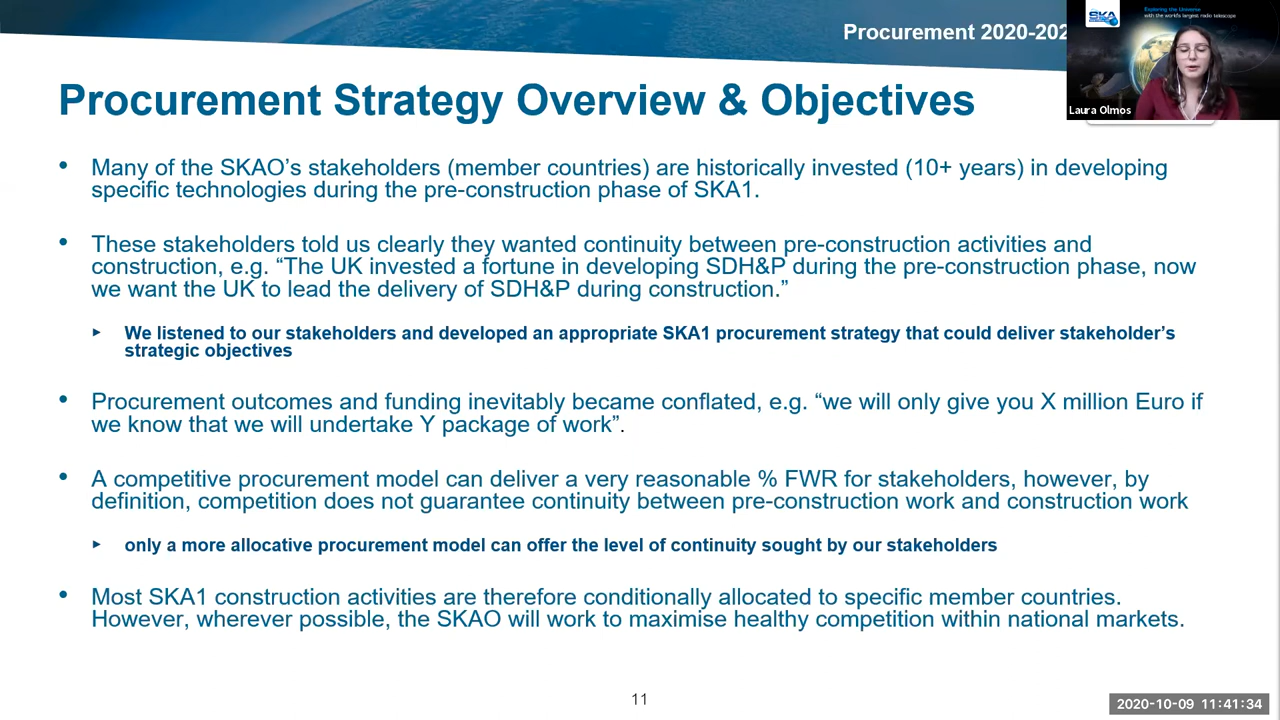 Procurement 2020-202
SKA
Exploring the Universe
with the world's largest radio telescope
Laura Olmos
Procurement Strategy Overview & Objectives
• Many of the SKAO’s stakeholders (member countries) are historically invested (10+ years) in developing
specific technologies during the pre-construction phase of SKA1.
• These stakeholders told us clearly they wanted continuity between pre-construction activities and
construction, e.g. “The UK invested a fortune in developing SDH&P during the pre-construction phase, now
we want the UK to lead the delivery of SDH&P during construction.”
▸ We listened to our stakeholders and developed an appropriate SKA1 procurement strategy that could deliver stakeholder’s
strategic objectives
• Procurement outcomes and funding inevitably became conflated, e.g. “we will only give you X million Euro if
we know that we will undertake Y package of work”.
• A competitive procurement model can deliver a very reasonable % FWR for stakeholders, however, by
definition, competition does not guarantee continuity between pre-construction work and construction work
▸ only a more allocative procurement model can offer the level of continuity sought by our stakeholders
• Most SKA1 construction activities are therefore conditionally allocated to specific member countries.
However, wherever possible, the SKAO will work to maximise healthy competition within national markets.
11
2020-10-09 11:41:34